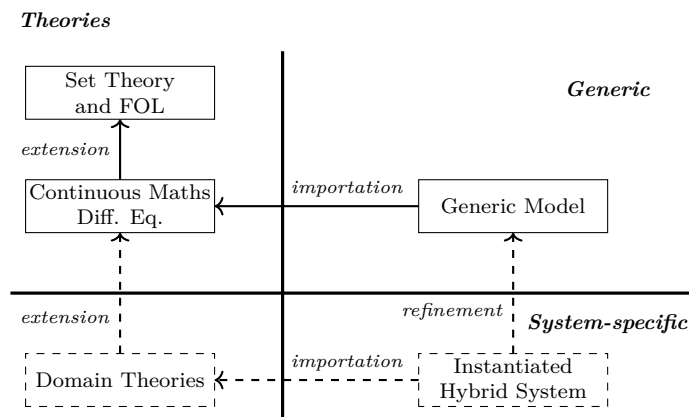 Theories
Set Theory
and FOL
Generic
extension
Continuous Maths
Diff. Eq.
importation
Generic Model
extension
refinement
System-specific
Domain Theories
importation
Instantiated
Hybrid System